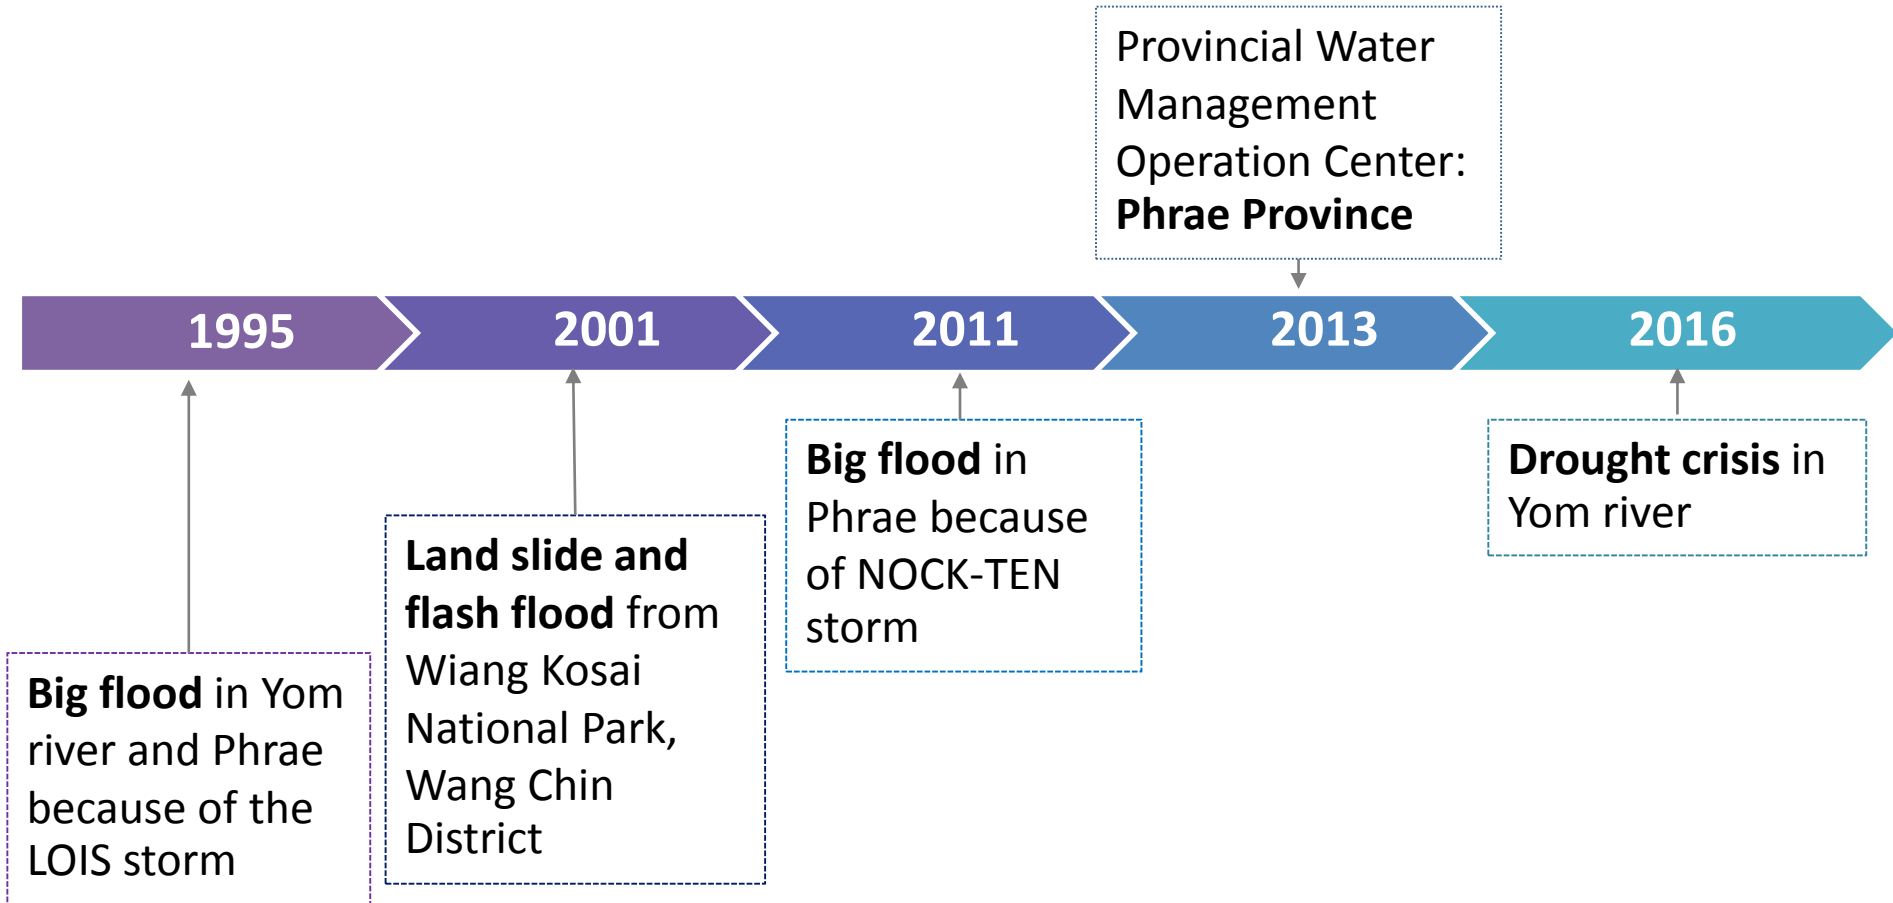 Provincial Water
Management
Operation Center:
Phrae Province
1995
2001
2011
2013
2016
Big flood in Yom
river and Phrae
because of the
LOIS storm
Land slide and
flash flood from
Wiang Kosai
National Park,
Wang Chin
District
Big flood in
Phrae because
of NOCK-TEN
storm
Drought crisis in
Yom river